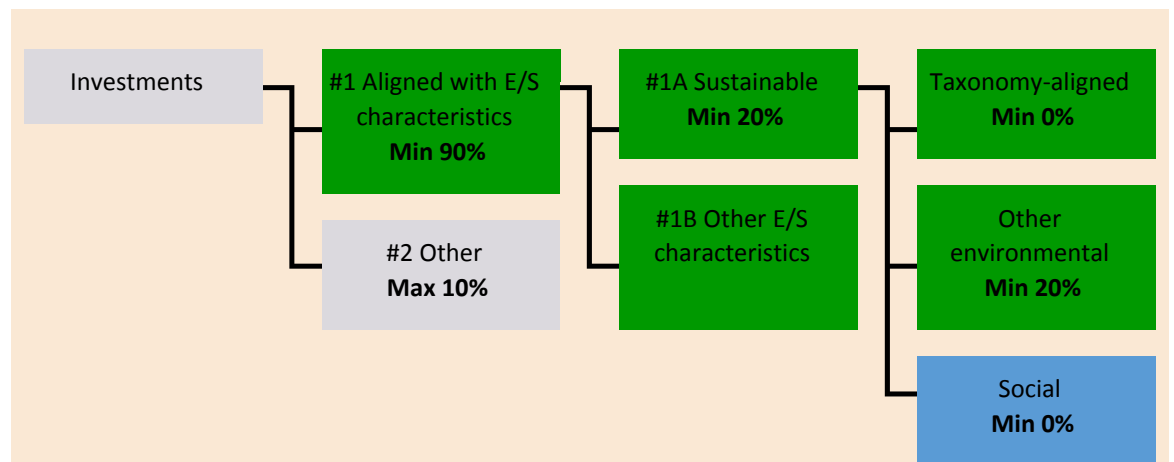 Investments
#1 Aligned with E/S
characteristics
Min 90%
#2 Other
Max 10%
#1A Sustainable
Min 20%
#1B Other E/S
characteristics
Taxonomy-aligned
Min 0%
Other
environmental
Min 20%
Social
Min 0%